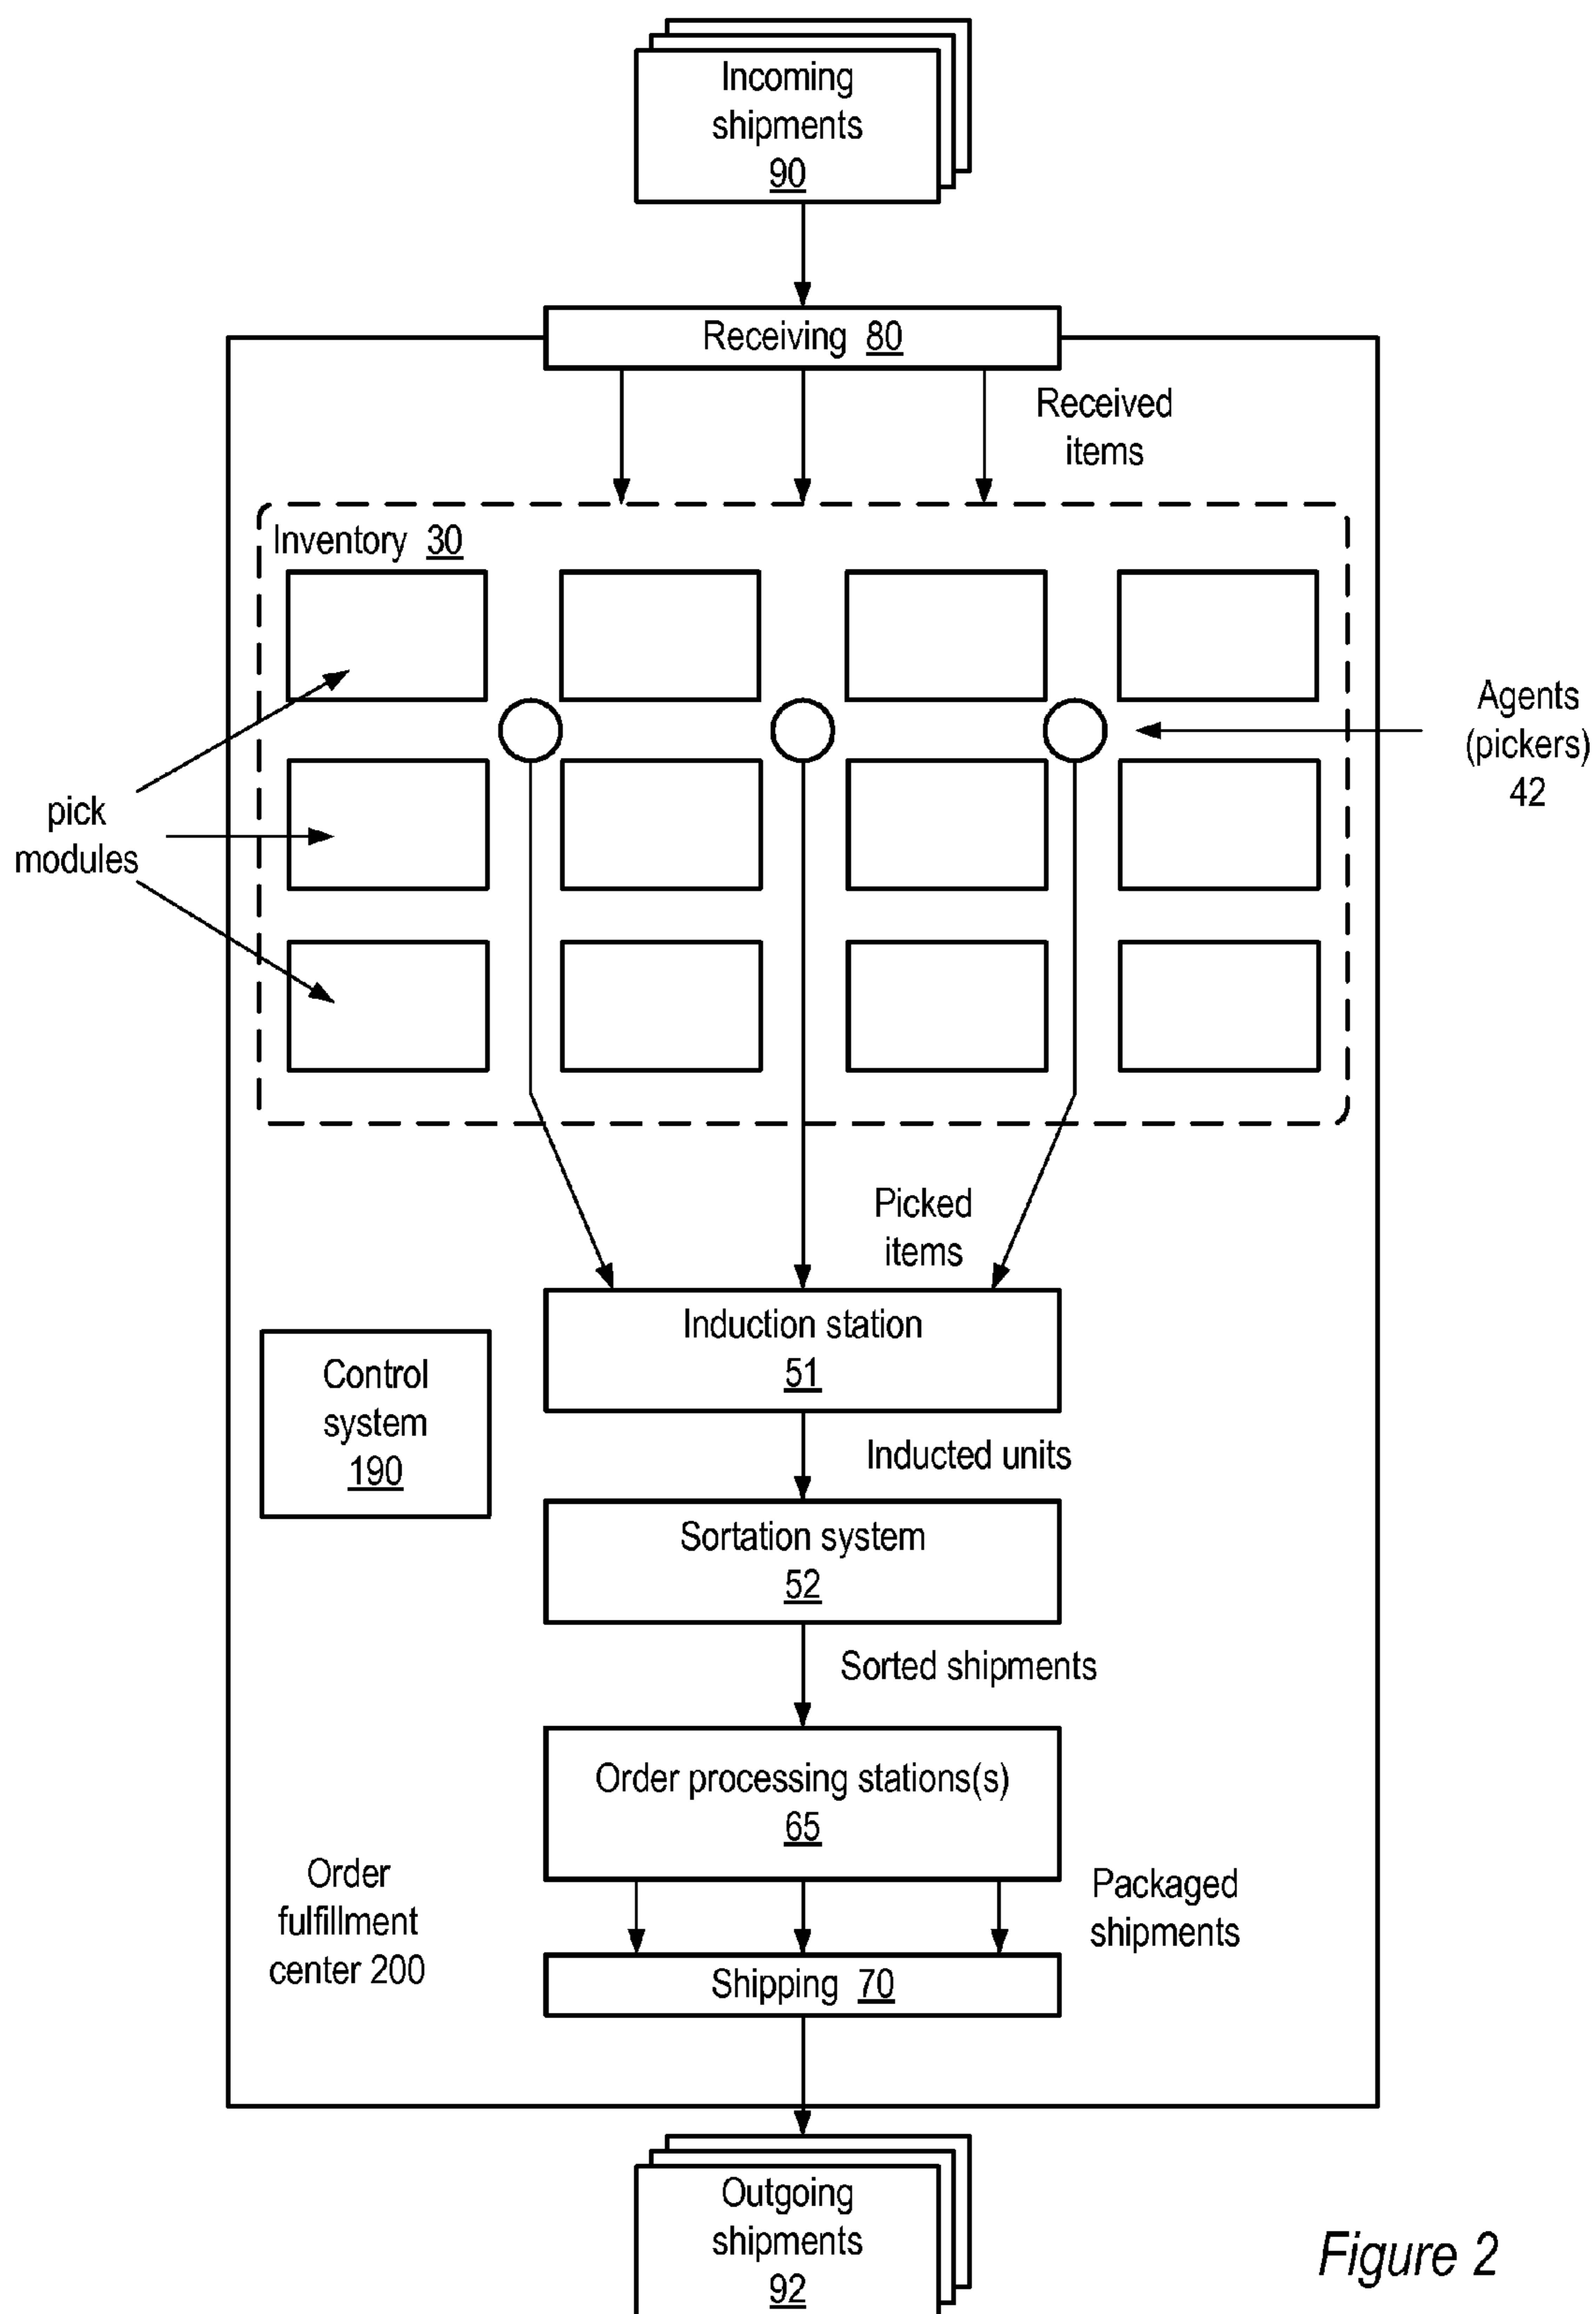 Incoming
shipments
90
Receiving 80
Received
items
Inventory 30
Agents
(pickers)
42
pick
modules
Picked
items
Induction station
51
Control
system
190
Inducted units
Sortation system
52
Sorted shipments
Order processing stations(s)
65
Order
fulfillment
center 200
Packaged
shipments
Shipping 70
Outgoing
shipments
92
Figure 2